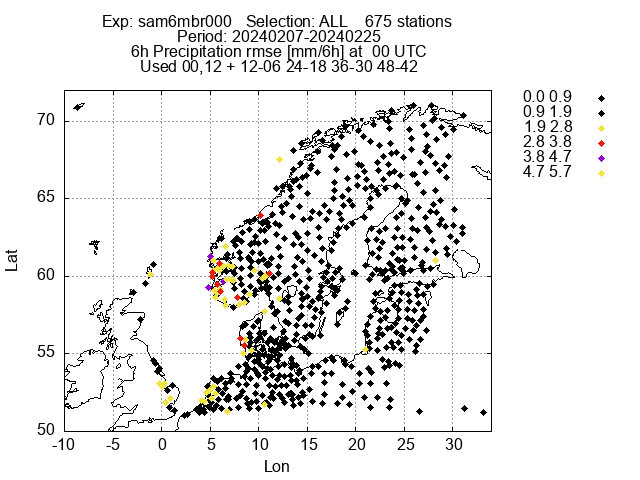 Exp: sam6mbr000 Selection: ALL 675 stations
Period: 20240207-20240225
6h Precipitation rmse [mm/6h] at 00 UTC
Used 00,12 + 12-06 24-18 36-30 48-42
0.0 0.9
0.9 1.9
1.9 2.8
2.8 3.8
3.8 4.7
4.7 5.7
70
65
60
55
50
Lat
-10 -5 0 5 10 15 20 25 30
Lon